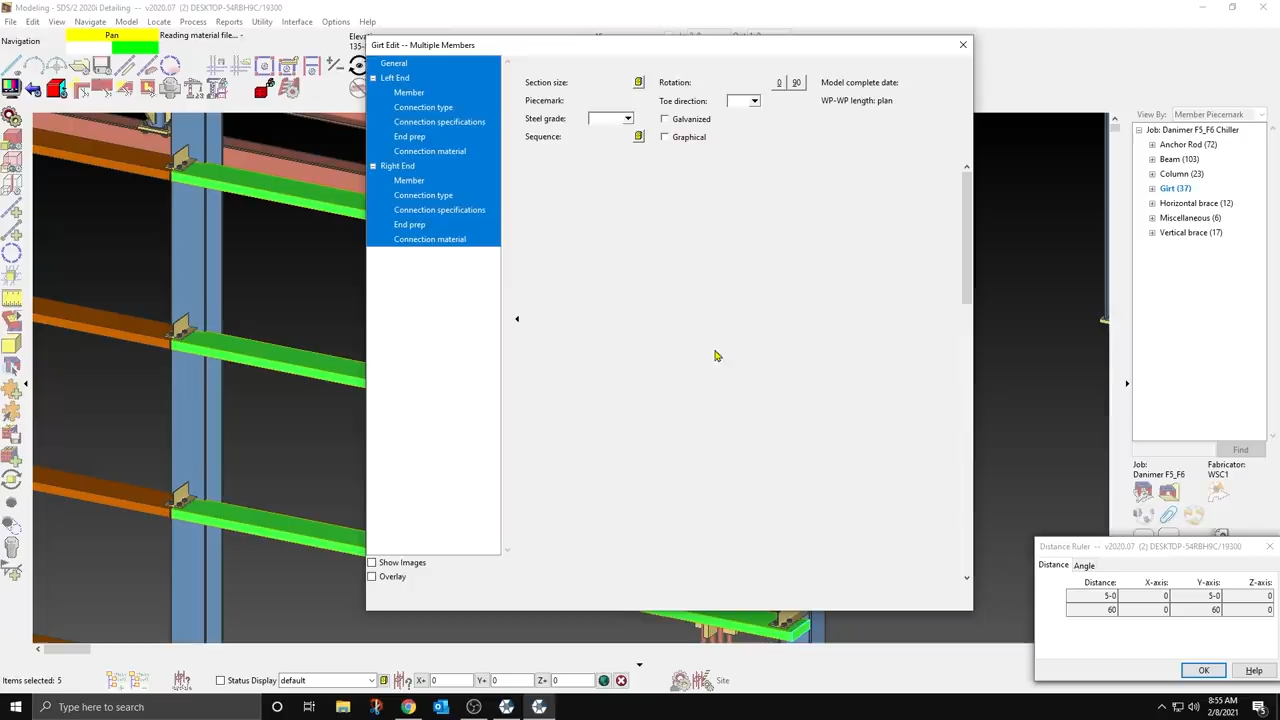 Modeling -- SDS/2 2020i Detailing -- v2020.07 (2) DESKTOP-54RBH9C/19300
File Edit View Navigate Model Locate Process Reports Utility Interface Options Help
Navigation
Pan
Reading material file... -
Girt Edit -- Multiple Members
General
Left End
Member
Connection type
Connection specifications
End prep
Connection material
Right End
Member
Connection type
Connection specifications
End prep
Connection material
Show Images
Overlay
Section size:
Piecemark:
Steel grade:
Sequence:
Rotation: 0 90
Toe direction:
Galvanized
Graphical
Model complete date:
WP-WP length: plan
View By: Member Piecemark
Job: Danimer F5_F6 Chiller
Anchor Rod (72)
Beam (103)
Column (23)
Girt (37)
Horizontal brace (12)
Miscellaneous (6)
Vertical brace (17)
Find
Job: Fabricator:
Danimer F5_F6 WSC1
Distance Ruler -- v2020.07 (2) DESKTOP-54RBH9C/19300
Distance Angle
Distance: X-axis: Y-axis: Z-axis:
5-0 0 5-0 0
60 0 60 0
OK Help
Items selected: 5
Status Display default X+ 0 Y+ 0 Z+ 0 Site
Type here to search
8:55 AM
2/8/2021